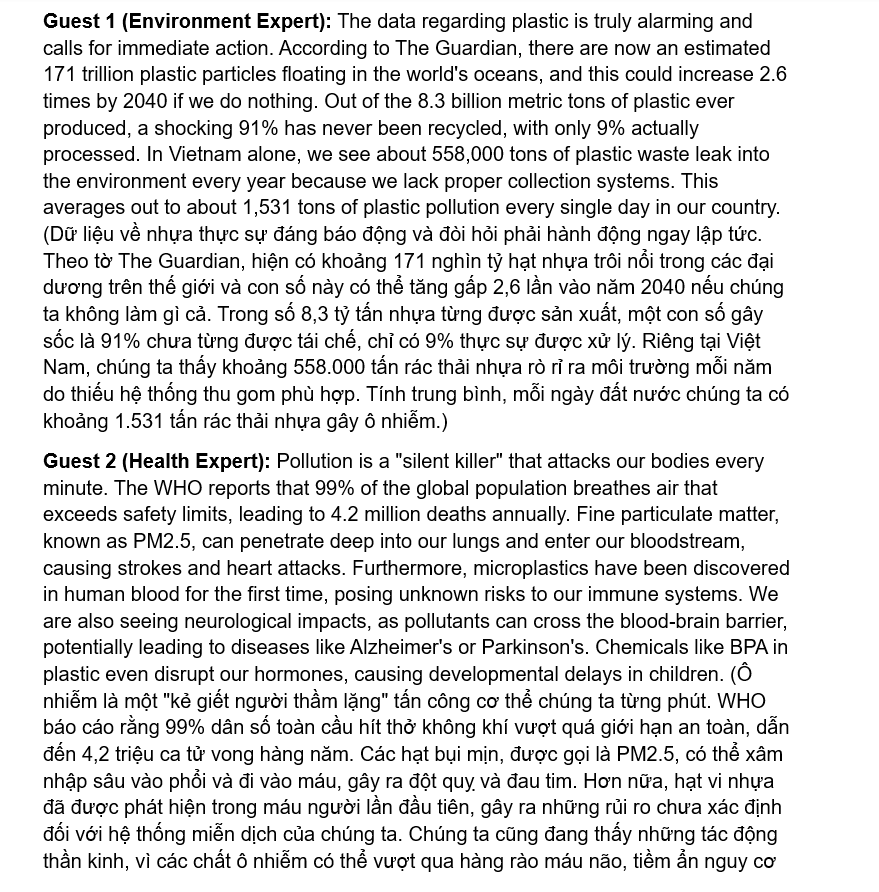 Guest 1 (Environment Expert): The data regarding plastic is truly alarming and
calls for immediate action. According to The Guardian, there are now an estimated
171 trillion plastic particles floating in the world's oceans, and this could increase 2.6
times by 2040 if we do nothing. Out of the 8.3 billion metric tons of plastic ever
produced, a shocking 91% has never been recycled, with only 9% actually
processed. In Vietnam alone, we see about 558,000 tons of plastic waste leak into
the environment every year because we lack proper collection systems. This
averages out to about 1,531 tons of plastic pollution every single day in our country.
(Dữ liệu về nhựa thực sự đáng báo động và đòi hỏi phải hành động ngay lập tức.
Theo tờ The Guardian, hiện có khoảng 171 nghìn tỷ hạt nhựa trôi nổi trong các đại
dương trên thế giới và con số này có thể tăng gấp 2,6 lần vào năm 2040 nếu chúng
ta không làm gì cả. Trong số 8,3 tỷ tấn nhựa từng được sản xuất, một con số gây
sốc là 91% chưa từng được tái chế, chỉ có 9% thực sự được xử lý. Riêng tại Việt
Nam, chúng ta thấy khoảng 558.000 tấn rác thải nhựa rò rỉ ra môi trường mỗi năm
do thiếu hệ thống thu gom phù hợp. Tính trung bình, mỗi ngày đất nước chúng ta có
khoảng 1.531 tấn rác thải nhựa gây ô nhiễm.)
Guest 2 (Health Expert): Pollution is a "silent killer" that attacks our bodies every
minute. The WHO reports that 99% of the global population breathes air that
exceeds safety limits, leading to 4.2 million deaths annually. Fine particulate matter,
known as PM2.5, can penetrate deep into our lungs and enter our bloodstream,
causing strokes and heart attacks. Furthermore, microplastics have been discovered
in human blood for the first time, posing unknown risks to our immune systems. We
are also seeing neurological impacts, as pollutants can cross the blood-brain barrier,
potentially leading to diseases like Alzheimer's or Parkinson's. Chemicals like BPA in
plastic even disrupt our hormones, causing developmental delays in children. (Ô
nhiễm là một "kẻ giết người thầm lặng" tấn công cơ thể chúng ta từng phút. WHO
báo cáo rằng 99% dân số toàn cầu hít thở không khí vượt quá giới hạn an toàn, dẫn
đến 4,2 triệu ca tử vong hàng năm. Các hạt bụi mịn, được gọi là PM2.5, có thể xâm
nhập sâu vào phổi và đi vào máu, gây ra đột quỵ và đau tim. Hơn nữa, hạt vi nhựa
đã được phát hiện trong máu người lần đầu tiên, gây ra những rủi ro chưa xác định
đối với hệ thống miễn dịch của chúng ta. Chúng ta cũng đang thấy những tác động
thần kinh, vì các chất ô nhiễm có thể vượt qua hàng rào máu não, tiềm ẩn nguy cơ